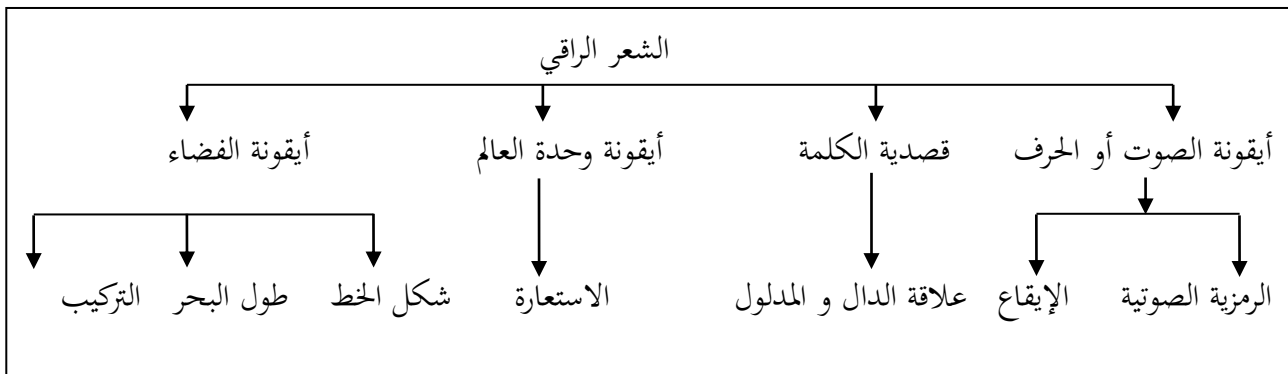 الشعر الراقي
أيقونة الصوت أو الحرف قصدية الكلمة أيقونة وحدة العالم أيقونة الفضاء
الرمزية الصوتية الإيقاع علاقة الدال و المدلول الاستعارة شكل الخط طول البحر التركيب